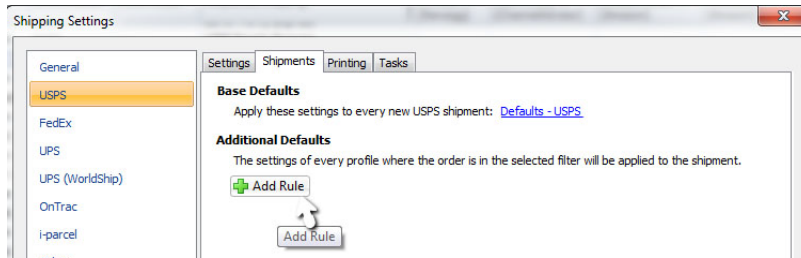 Shipping Settings
General
USPS
FedEx
UPS
UPS (WorldShip)
OnTrac
i-parcel
Settings Shipments Printing Tasks
Base Defaults
Apply these settings to every new USPS shipment: Defaults - USPS
Additional Defaults
The settings of every profile where the order is in the selected filter will be applied to the shipment.
Add Rule
Add Rule